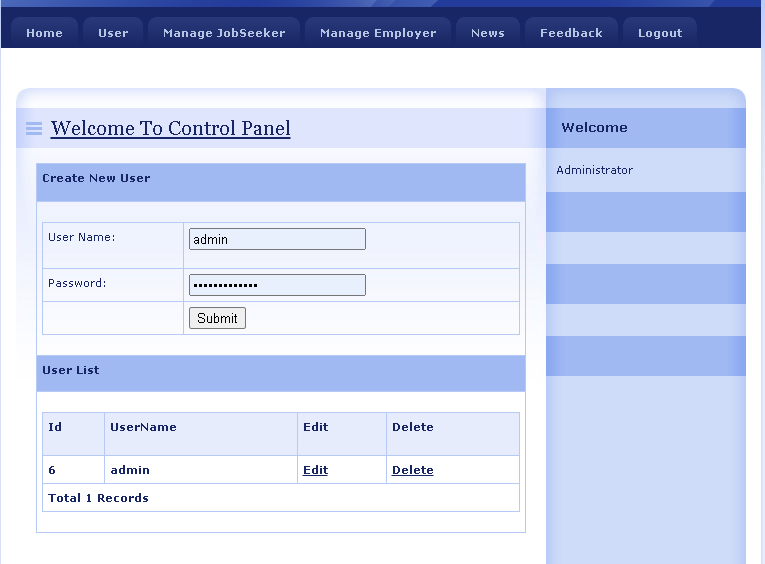 Home User Manage JobSeeker Manage Employer News Feedback Logout
Welcome To Control Panel
Welcome
Administrator
Create New User
User Name: admin
Password: •••••••••••••
Submit
User List
Id UserName Edit Delete
6 admin Edit Delete
Total 1 Records